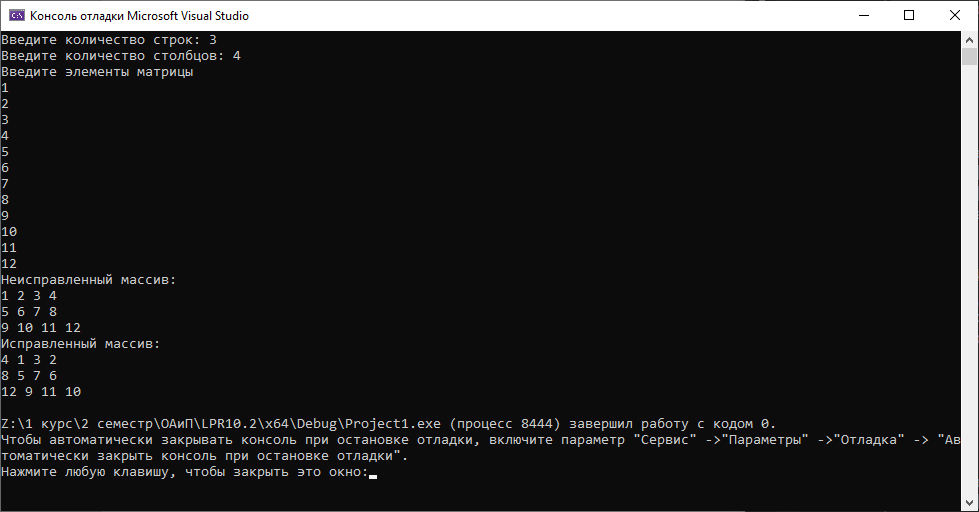 Консоль отладки Microsoft Visual Studio
Введите количество строк: 3
Введите количество столбцов: 4
Введите элементы матрицы
1
2
3
4
5
6
7
8
9
10
11
12
Неисправленный массив:
1 2 3 4
5 6 7 8
9 10 11 12
Исправленный массив:
4 1 3 2
8 5 7 6
12 9 11 10
Z:\1 курс\2 семестр\ОАиП\LPR10.2\x64\Debug\Project1.exe (процесс 8444) завершил работу с кодом 0.
Чтобы автоматически закрывать консоль при остановке отладки, включите параметр "Сервис" ->"Параметры" ->"Отладка" -> "Ав
томатически закрыть консоль при остановке отладки".
Нажмите любую клавишу, чтобы закрыть это окно: